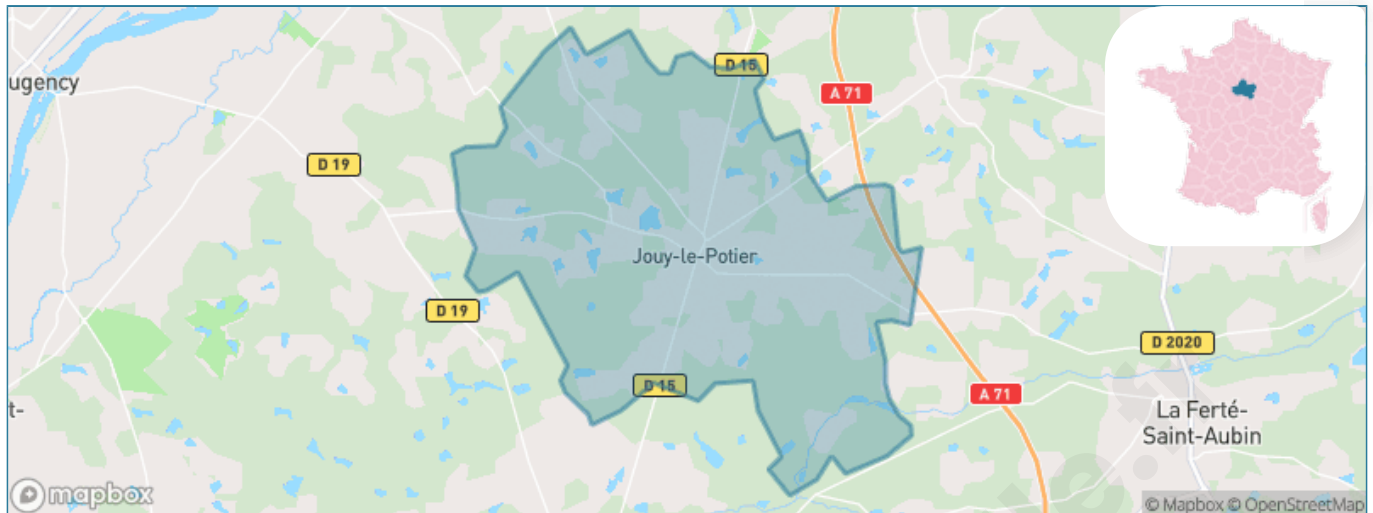 D 15
ugency
A 71
D 19
Jouy-le-Potier
D 19
D 2020
D 15
A 71
t-
La Ferté-
Saint-Aubin
mapbox
© Mapbox © OpenStreetMap